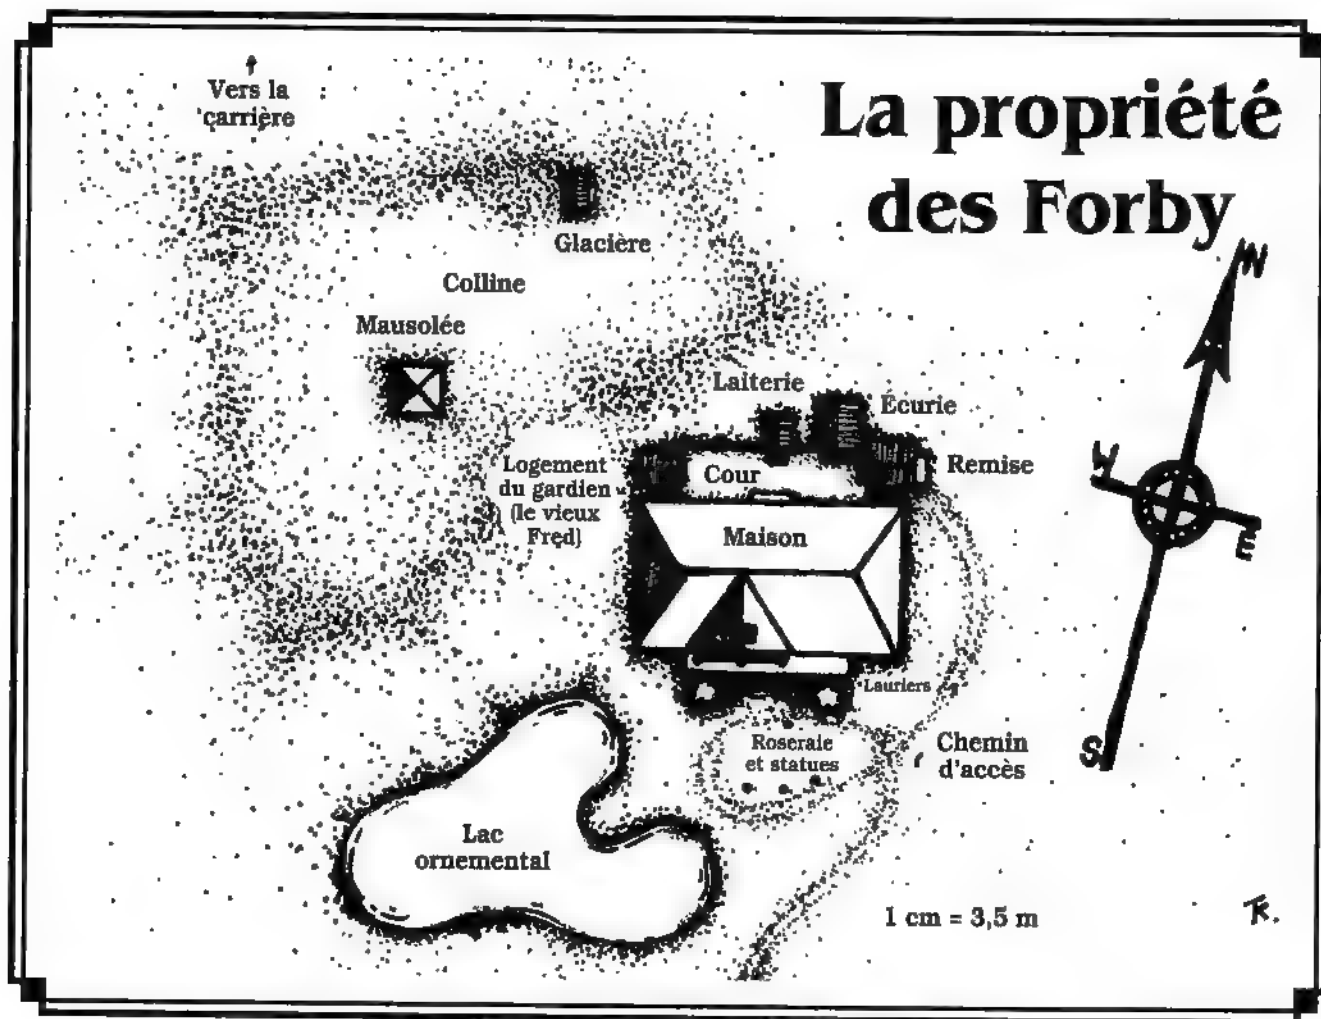 La propriété
des Forby
Vers la
carrière
Glacière
Colline
Mausolée
Laiterie
Écurie
Logement
du gardien
(le vieux
Fred)
Cour
Remise
Maison
Lauriers
Roseraie
et statues
Chemin
d'accès
Lac
ornemental
1 cm = 3,5 m
N
W
E
S
TR.